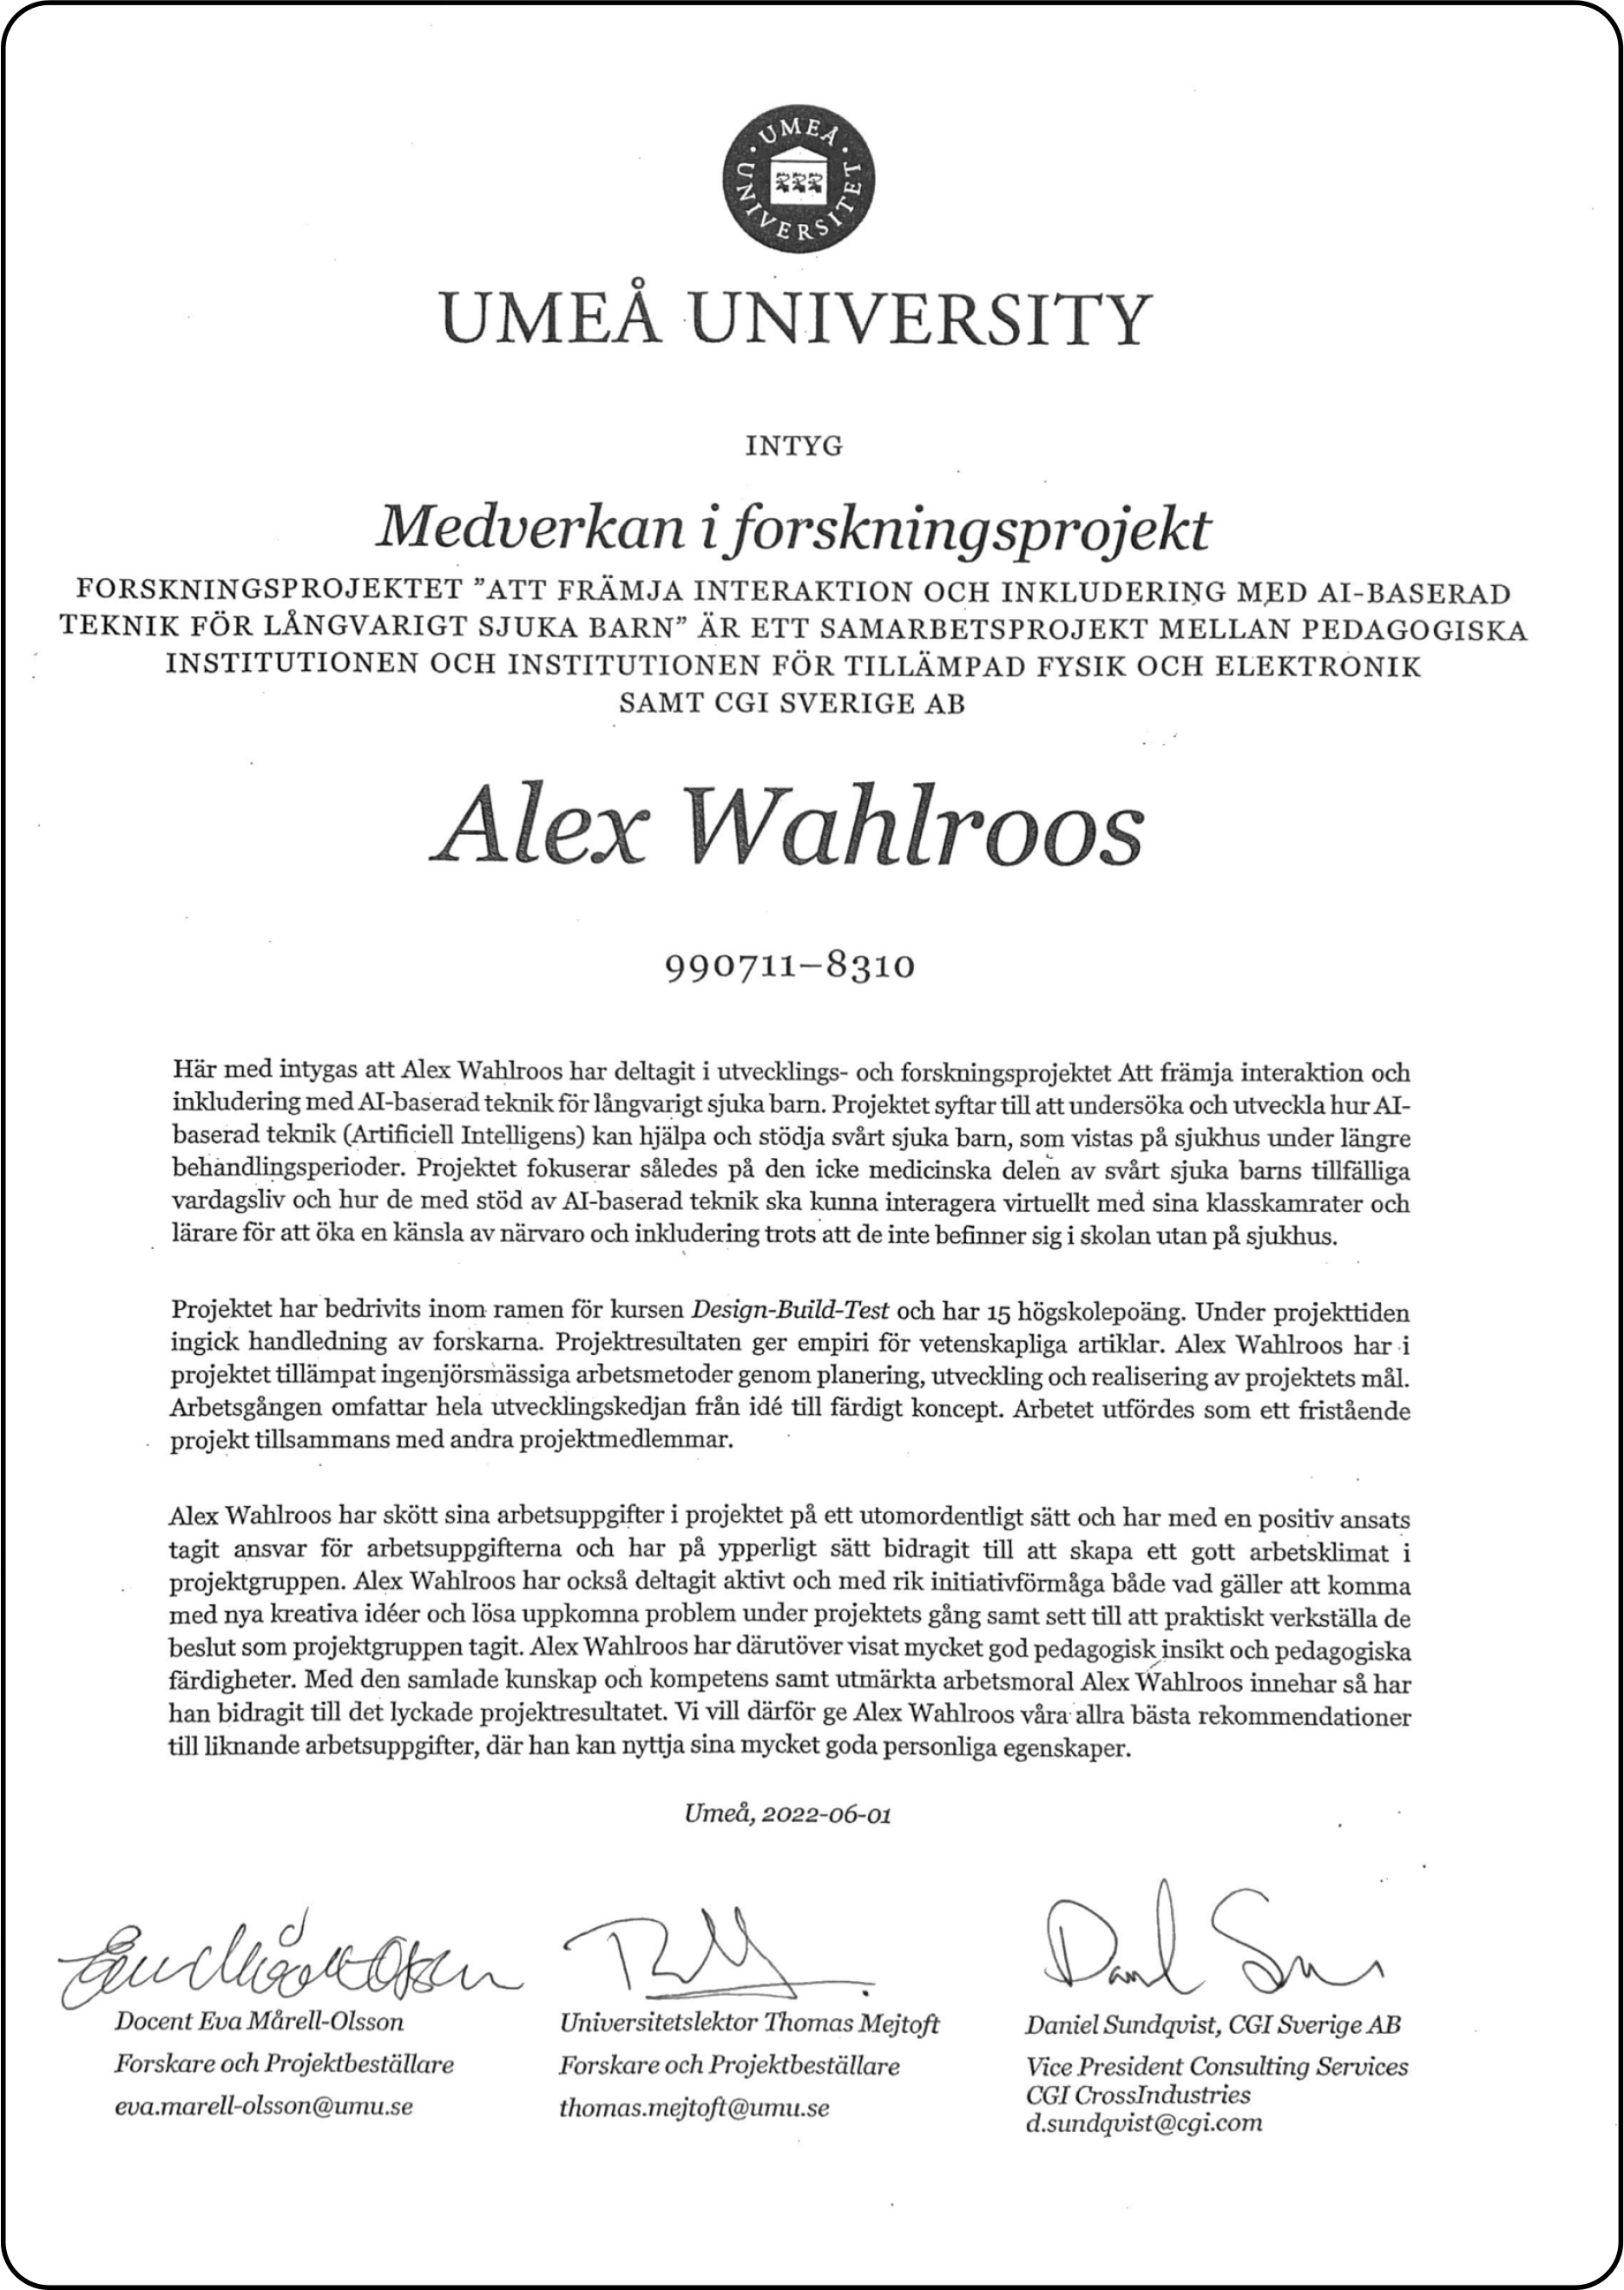 UMEÅ UNIVERSITET
UMEÅ UNIVERSITY
INTYG
Medverkan i forskningsprojekt
FORSKNINGSPROJEKTET ”ATT FRÄMJA INTERAKTION OCH INKLUDERING MED AI-BASERAD
TEKNIK FÖR LÅNGVARIGT SJUKA BARN” ÄR ETT SAMARBETSPROJEKT MELLAN PEDAGOGISKA
INSTITUTIONEN OCH INSTITUTIONEN FÖR TILLÄMPAD FYSIK OCH ELEKTRONIK
SAMT CGI SVERIGE AB
Alex Wahlroos
990711–8310
Här med intygas att Alex Wahlroos har deltagit i utvecklings- och forskningsprojektet Att främja interaktion och
inkludering med AI-baserad teknik för långvarigt sjuka barn. Projektet syftar till att undersöka och utveckla hur AI-
baserad teknik (Artificiell Intelligens) kan hjälpa och stödja svårt sjuka barn, som vistas på sjukhus under längre
behandlingsperioder. Projektet fokuserar således på den icke medicinska delen av svårt sjuka barns tillfälliga
vardagsliv och hur de med stöd av AI-baserad teknik ska kunna interagera virtuellt med sina klasskamrater och
lärare för att öka en känsla av närvaro och inkludering trots att de inte befinner sig i skolan utan på sjukhus.
Projektet har bedrivits inom ramen för kursen Design-Build-Test och har 15 högskolepoäng. Under projekttiden
ingick handledning av forskarna. Projektresultaten ger empiri för vetenskapliga artiklar. Alex Wahlroos har i
projektet tillämpat ingenjörsmässiga arbetsmetoder genom planering, utveckling och realisering av projektets mål.
Arbetsgången omfattar hela utvecklingskedjan från idé till färdigt koncept. Arbetet utfördes som ett fristående
projekt tillsammans med andra projektmedlemmar.
Alex Wahlroos har skött sina arbetsuppgifter i projektet på ett utomordentligt sätt och har med en positiv ansats
tagit ansvar för arbetsuppgifterna och har på ypperligt sätt bidragit till att skapa ett gott arbetsklimat i
projektgruppen. Alex Wahlroos har också deltagit aktivt och med rik initiativförmåga både vad gäller att komma
med nya kreativa idéer och lösa uppkomna problem under projektets gång samt sett till att praktiskt verkställa de
beslut som projektgruppen tagit. Alex Wahlroos har därutöver visat mycket god pedagogisk insikt och pedagogiska
färdigheter. Med den samlade kunskap och kompetens samt utmärkta arbetsmoral Alex Wahlroos innehar så har
han bidragit till det lyckade projektresultatet. Vi vill därför ge Alex Wahlroos våra allra bästa rekommendationer
till liknande arbetsuppgifter, där han kan nyttja sina mycket goda personliga egenskaper.
Umeå, 2022-06-01
Docent Eva Mårell-Olsson
Forskare och Projektbeställare
eva.marell-olsson@umu.se
Universitetslektor Thomas Mejtoft
Forskare och Projektbeställare
thomas.mejtoft@umu.se
Daniel Sundqvist, CGI Sverige AB
Vice President Consulting Services
CGI CrossIndustries
d.sundqvist@cgi.com